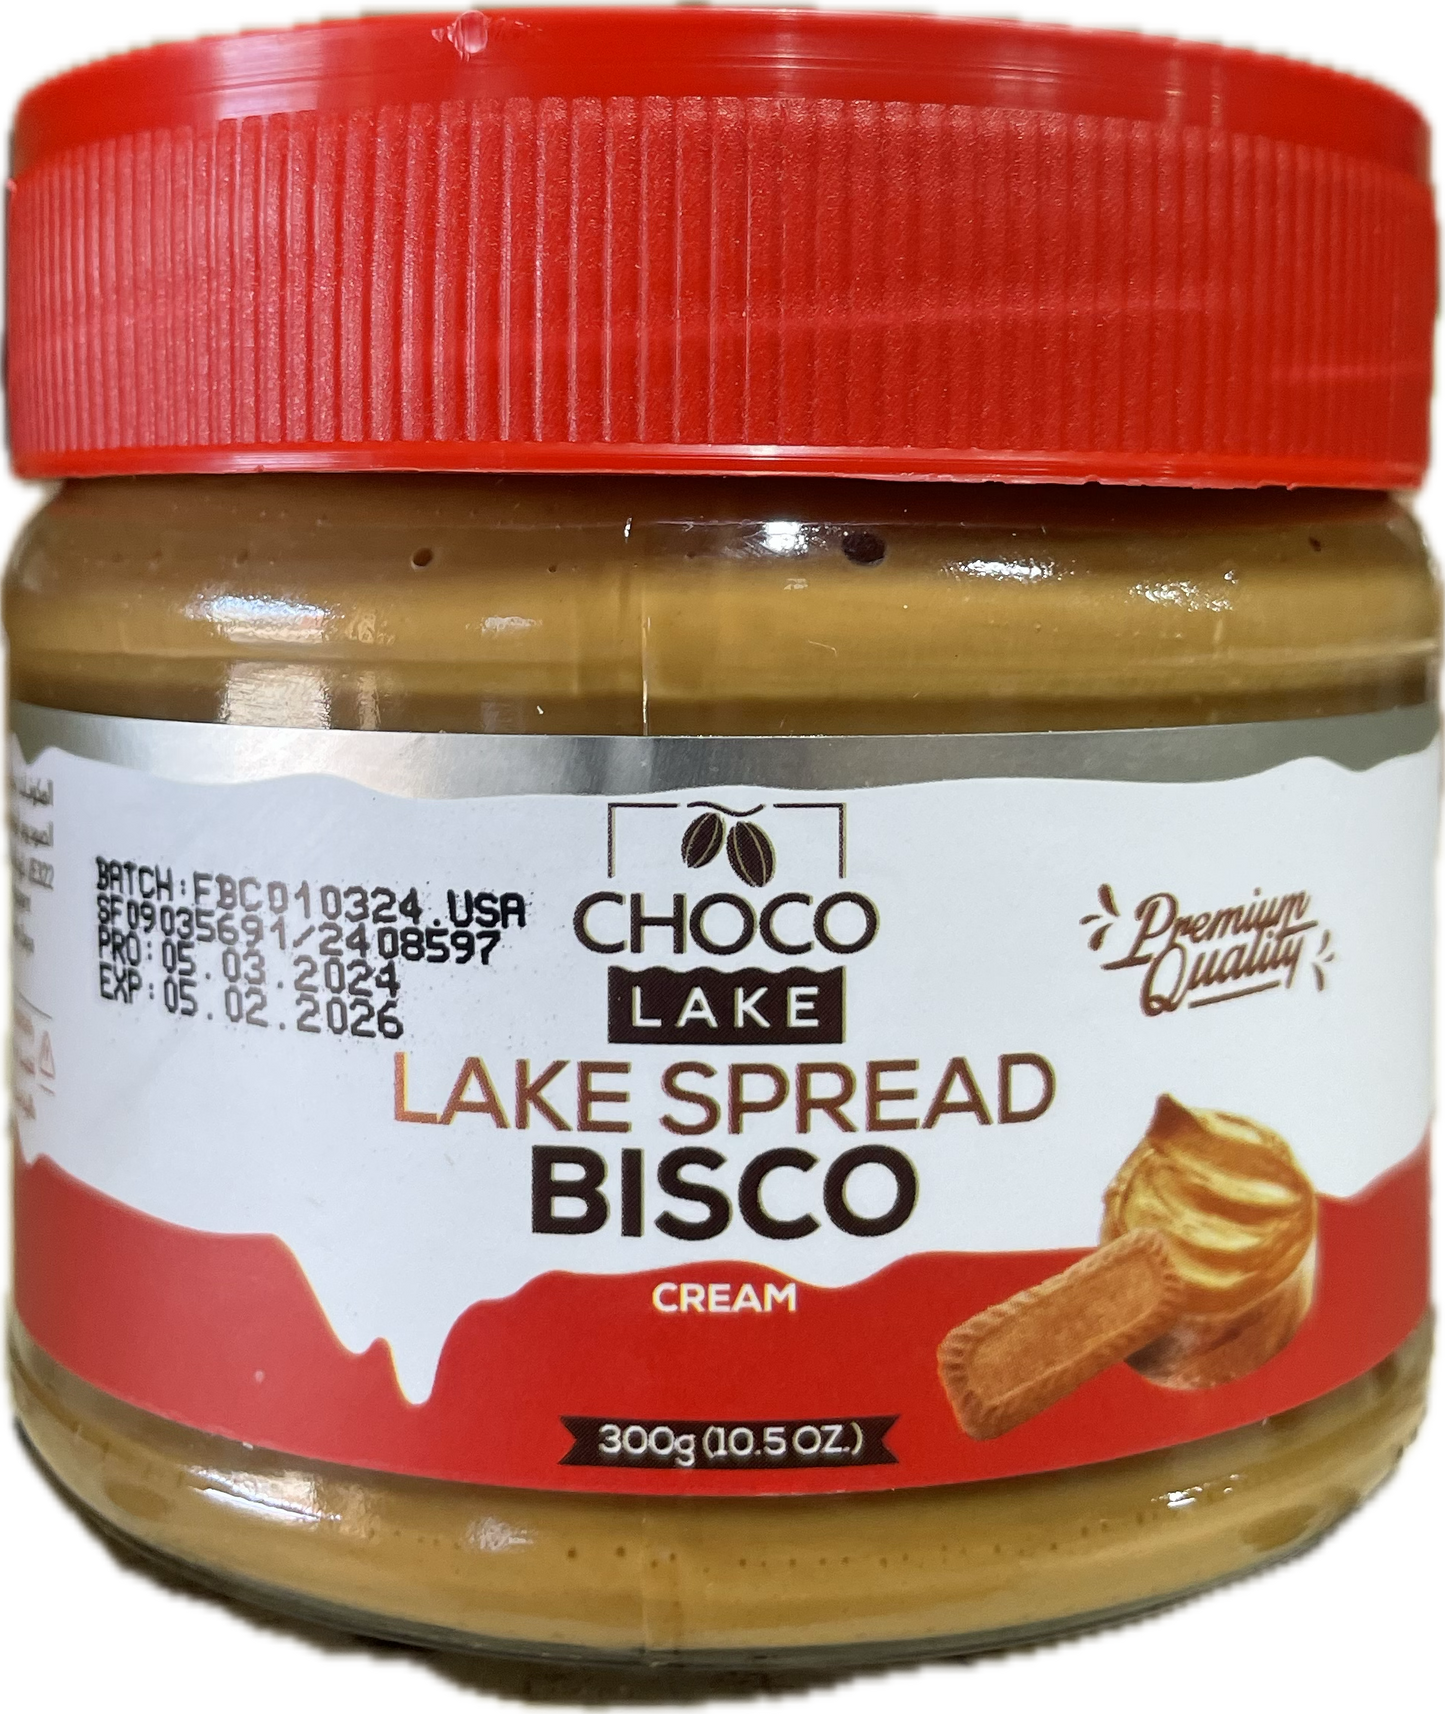 BATCH:FBC010324.USA
SF09035691/2408597
PRO:05.03.2024
EXP:05.02.2026
CHOCO
LAKE
LAKE SPREAD
BISCO
CREAM
300g (10.5 OZ.)
Premium
Quality